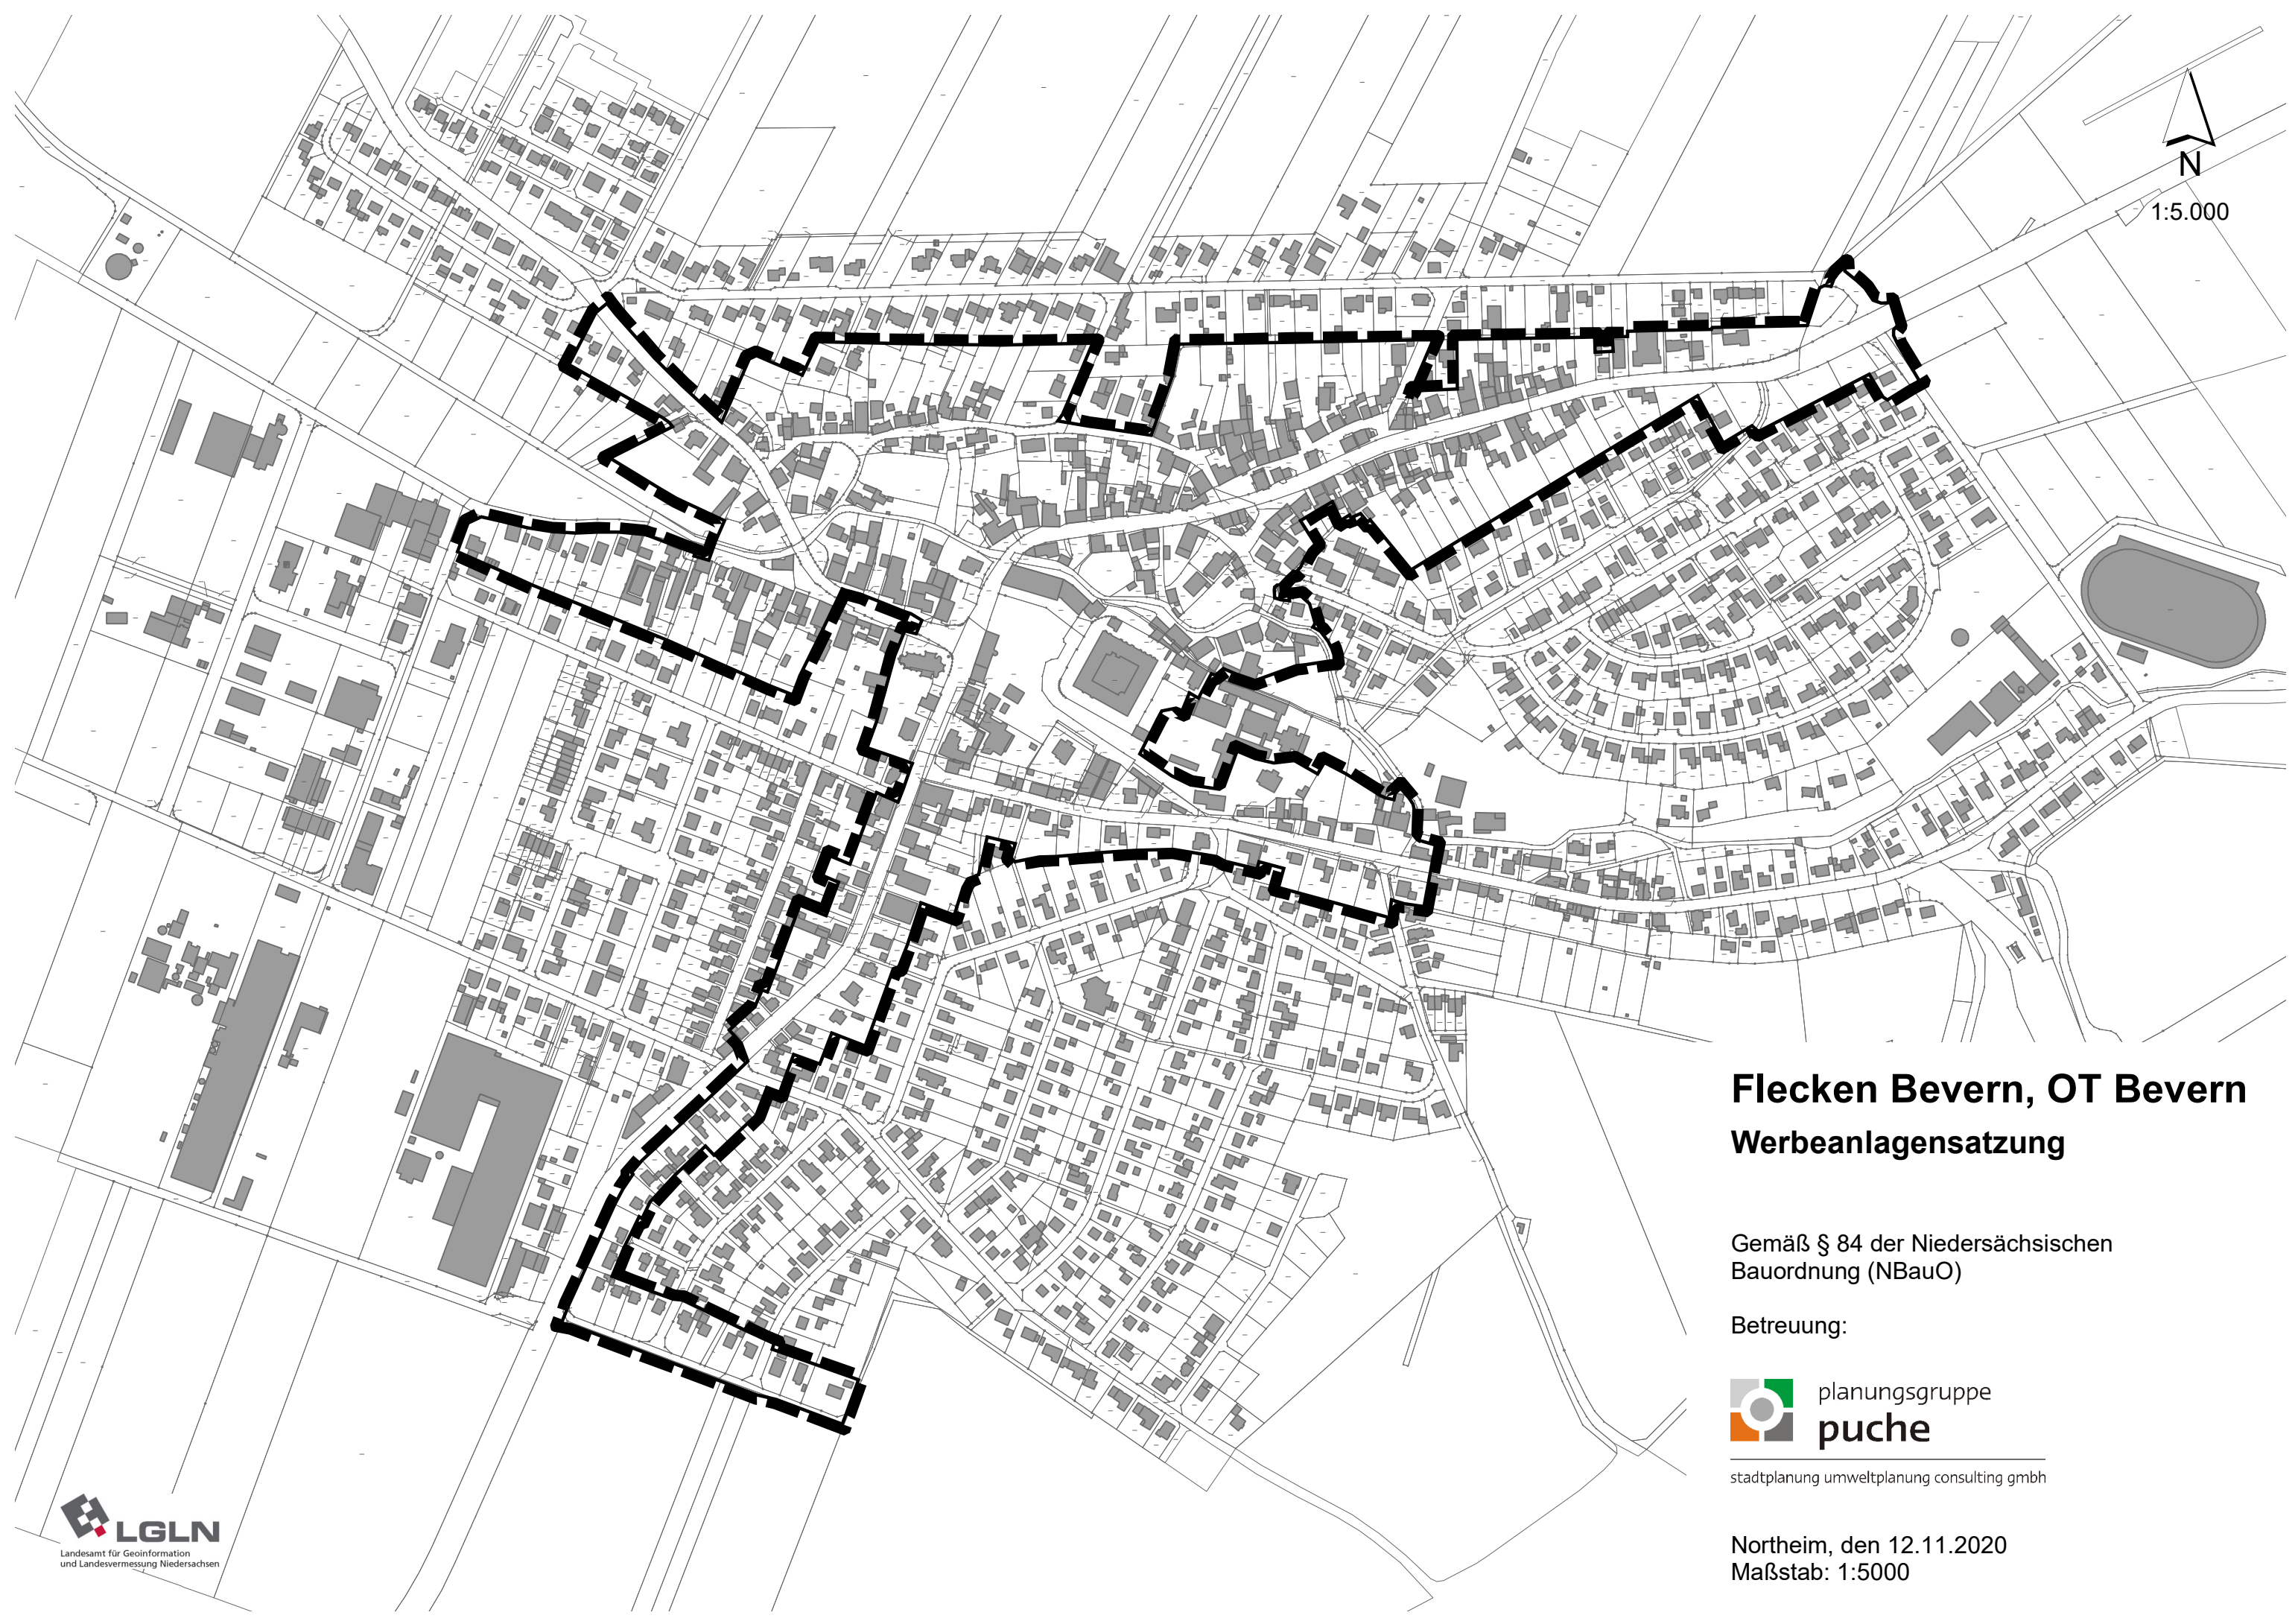 N
1:5.000
Flecken Bevern, OT Bevern
Werbeanlagensatzung
Gemäß § 84 der Niedersächsischen
Bauordnung (NBauO)
Betreuung:
planungsgruppe
puche
stadtplanung umweltplanung consulting gmbh
Northeim, den 12.11.2020
Maßstab: 1:5000
LGLN
Landesamt für Geoinformation
und Landesvermessung Niedersachsen